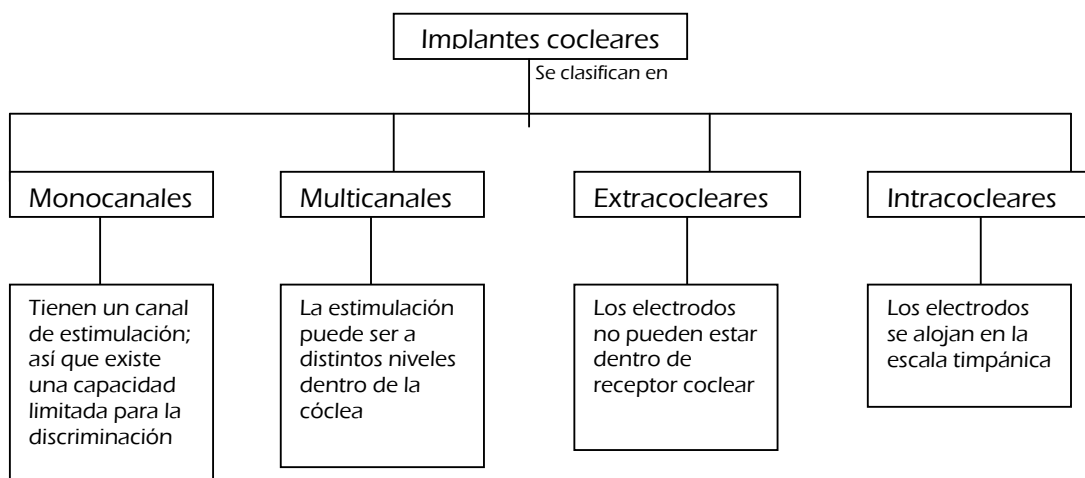 Implantes cocleares
Se clasifican en
Monocanales
Multicanales
Extracocleares
Intracocleares
Tienen un canal
de estimulación;
así que existe
una capacidad
limitada para la
discriminación
La estimulación
puede ser a
distintos niveles
dentro de la
cóclea
Los electrodos
no pueden estar
dentro de
receptor coclear
Los electrodos
se alojan en la
escala timpánica